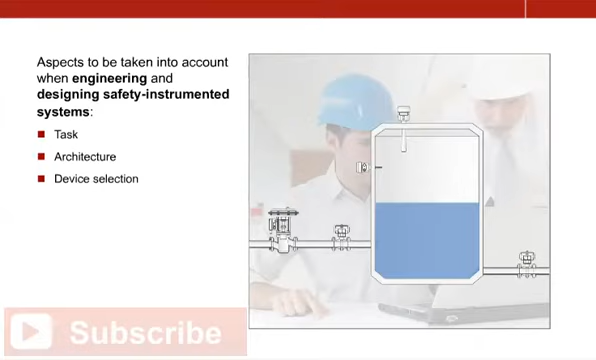 Aspects to be taken into account
when engineering and
designing safety-instrumented
systems:
Task
Architecture
Device selection
Subscribe